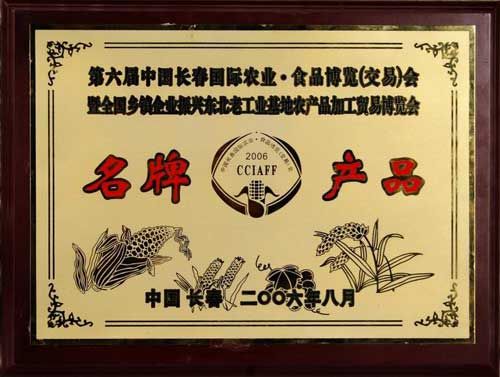 第六届中国长春国际农业·食品博览(交易)会
暨全国乡镇企业振兴东北老工业基地农产品加工贸易博览会
名牌
2006
CCIAFF
产品
中国 长春 二〇〇六年八月